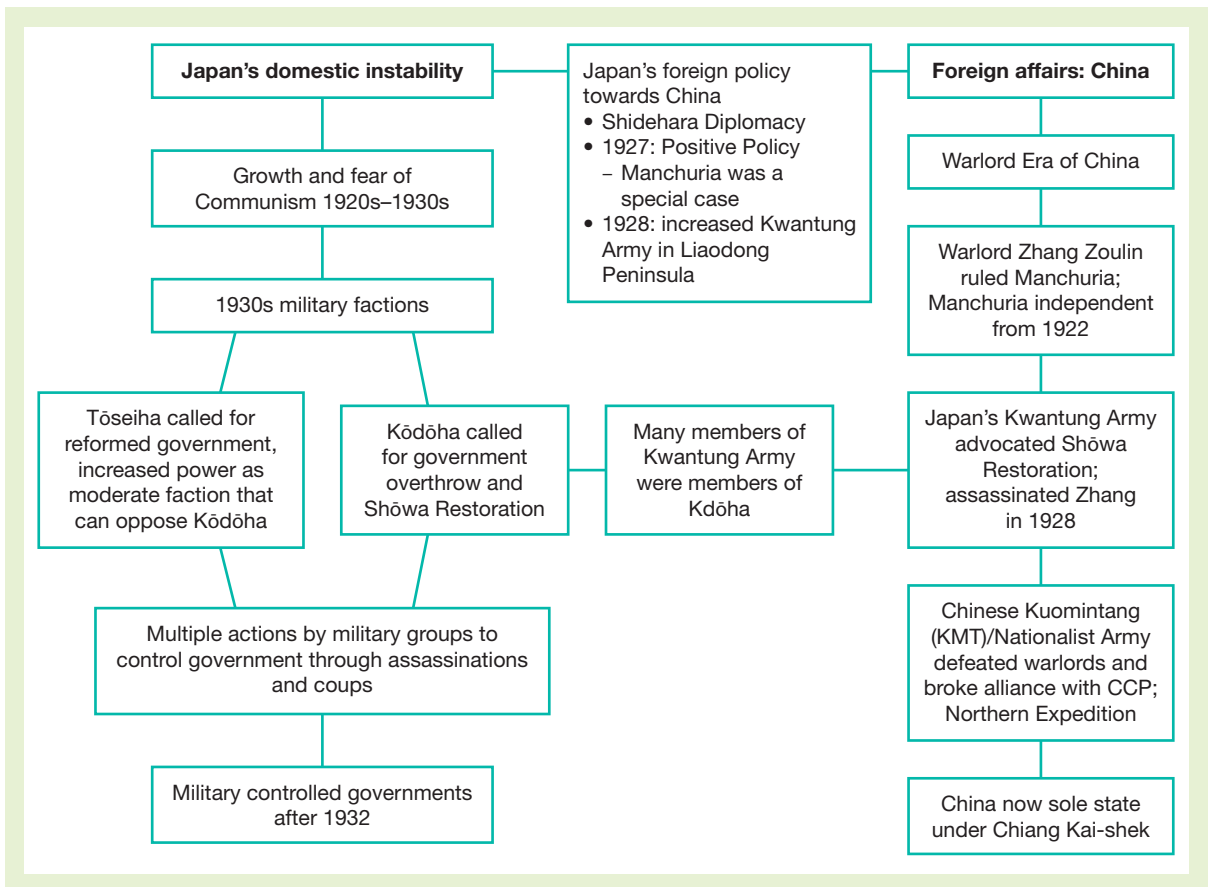 Japan's domestic instability
Growth and fear of
Communism 1920s–1930s
1930s military factions
Tōseiha called for
reformed government,
increased power as
moderate faction that
can oppose Kōdōha
Kōdōha called
for government
overthrow and
Shōwa Restoration
Multiple actions by military groups to
control government through assassinations
and coups
Military controlled governments
after 1932
Japan's foreign policy
towards China
• Shidehara Diplomacy
• 1927: Positive Policy
– Manchuria was a
special case
• 1928: increased Kwantung
Army in Liaodong
Peninsula
Many members of
Kwantung Army
were members of
Kdōha
Foreign affairs: China
Warlord Era of China
Warlord Zhang Zoulin
ruled Manchuria;
Manchuria independent
from 1922
Japan's Kwantung Army
advocated Shōwa
Restoration;
assassinated Zhang
in 1928
Chinese Kuomintang
(KMT)/Nationalist Army
defeated warlords and
broke alliance with CCP;
Northern Expedition
China now sole state
under Chiang Kai-shek